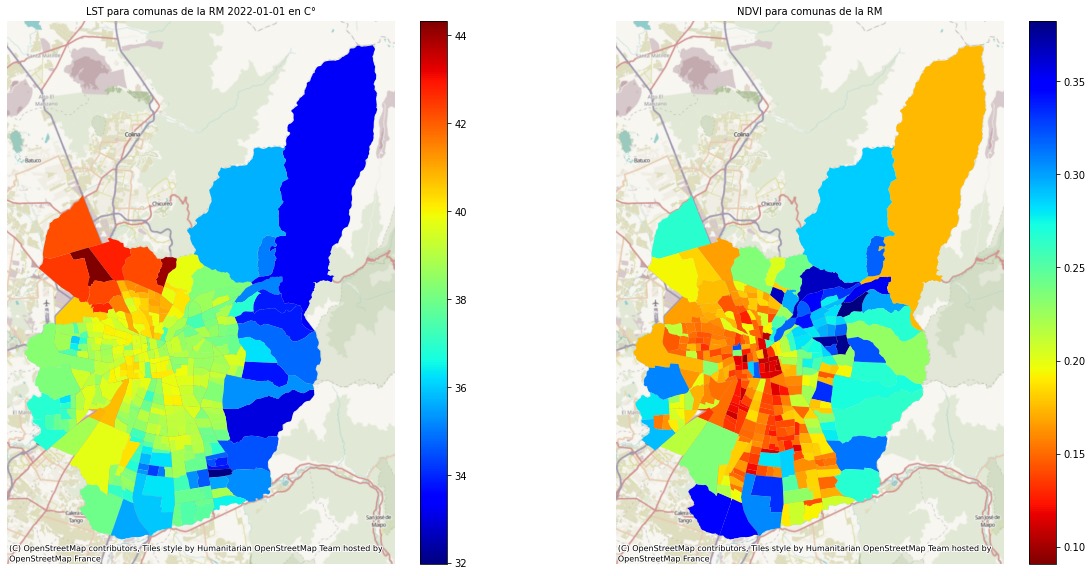 LST para comunas de la RM 2022-01-01 en C°
Colina
Batuco
Chicureo
Calera de
Tango
San José de
Maipo
(C) OpenStreetMap contributors, Tiles style by Humanitarian OpenStreetMap Team hosted by
OpenStreetMap France
44
42
40
38
36
34
32
NDVI para comunas de la RM
Colina
Batuco
Chicureo
Calera de
Tango
San José de
Maipo
(C) OpenStreetMap contributors, Tiles style by Humanitarian OpenStreetMap Team hosted by
OpenStreetMap France
0.35
0.30
0.25
0.20
0.15
0.10